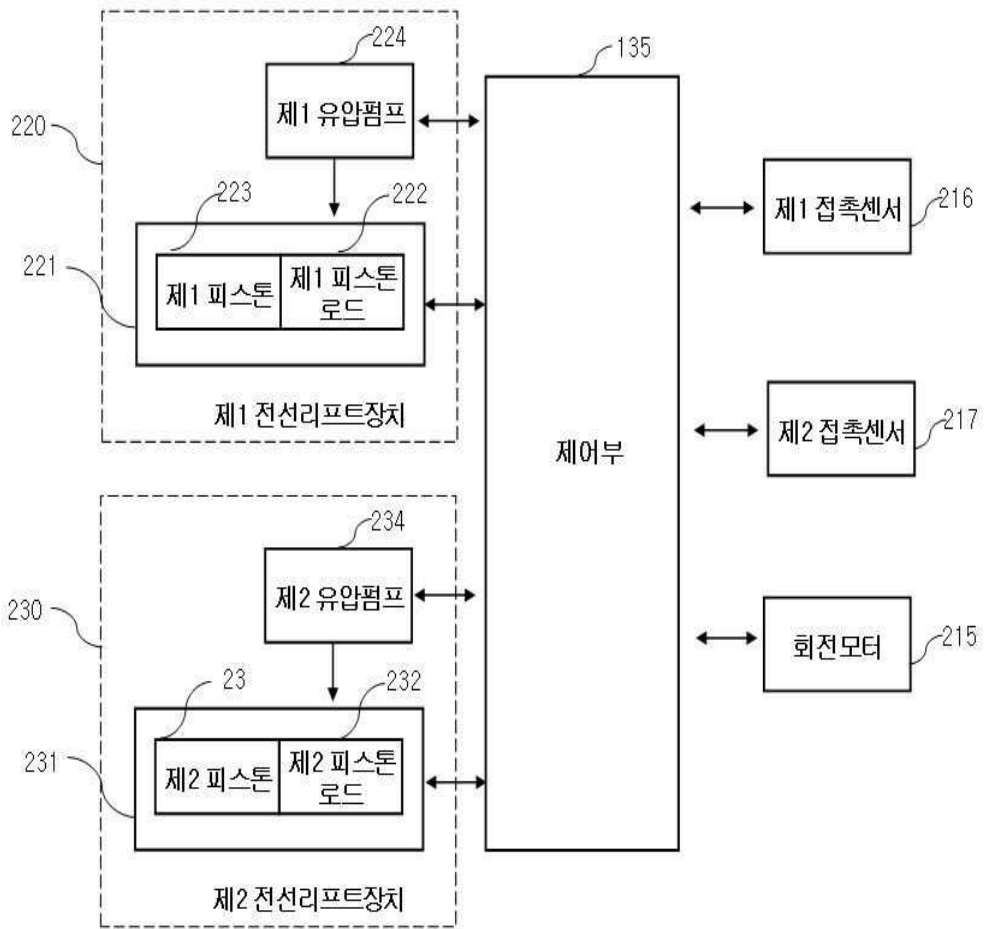 224
135
제1 유압펌프
220
223
222
제1 접촉센서
216
221
제1 피스톤
제1 피스톤
로드
제1 전선리프트장치
제어부
제2 접촉센서
217
234
제2 유압펌프
230
회전모터
215
23
232
231
제2 피스톤
제2 피스톤
로드
제2 전선리프트장치